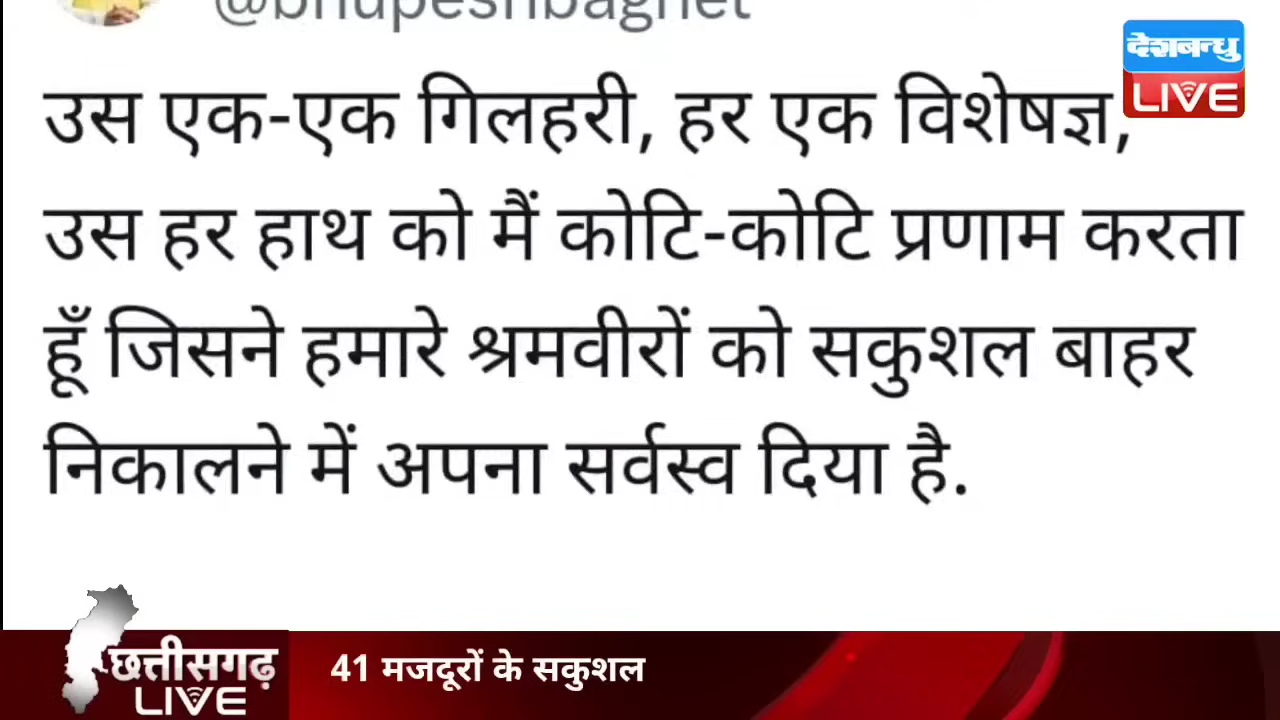 @bhupeshbaghel
देशबन्धु
LIVE
उस एक-एक गिलहरी, हर एक विशेषज्ञ,
उस हर हाथ को मैं कोटि-कोटि प्रणाम करता
हूँ जिसने हमारे श्रमवीरों को सकुशल बाहर
निकालने में अपना सर्वस्व दिया है.
छत्तीसगढ़
LIVE
41 मजदूरों के सकुशल